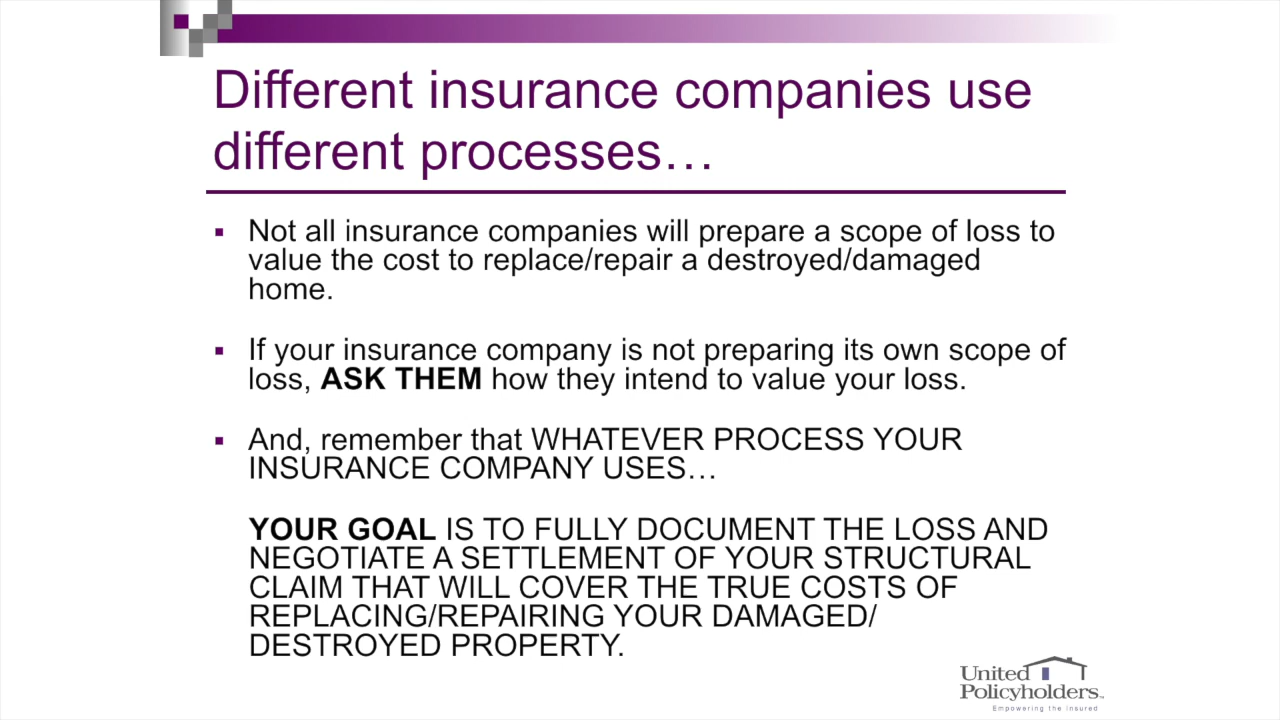 Different insurance companies use
different processes…
▪ Not all insurance companies will prepare a scope of loss to
value the cost to replace/repair a destroyed/damaged
home.
▪ If your insurance company is not preparing its own scope of
loss, ASK THEM how they intend to value your loss.
▪ And, remember that WHATEVER PROCESS YOUR
INSURANCE COMPANY USES…
YOUR GOAL IS TO FULLY DOCUMENT THE LOSS AND
NEGOTIATE A SETTLEMENT OF YOUR STRUCTURAL
CLAIM THAT WILL COVER THE TRUE COSTS OF
REPLACING/REPAIRING YOUR DAMAGED/
DESTROYED PROPERTY.
United
Policyholders™
Empowering the Insured